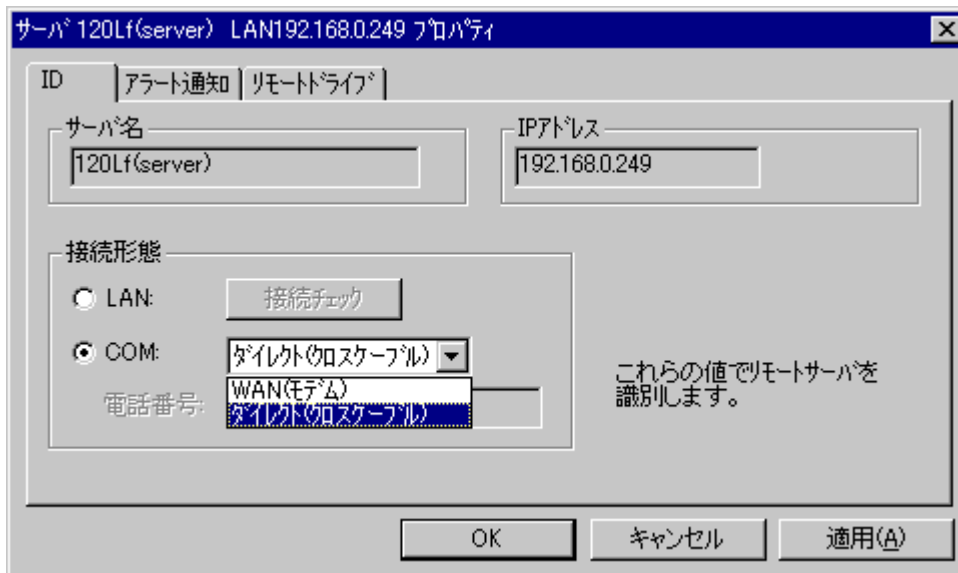 サーバ 120Lf(server)  LAN192.168.0.249 プロパティ
ID アラート通知 リモートドライブ
サーバ名
120Lf(server)
IPアドレス
192.168.0.249
接続形態
LAN: 接続チェック
COM: ダイレクト(クロスケーブル)
WAN(モデム)
電話番号:
ダイレクト(クロスケーブル)
これらの値でリモートサーバを
識別します。
OK キャンセル 適用(A)